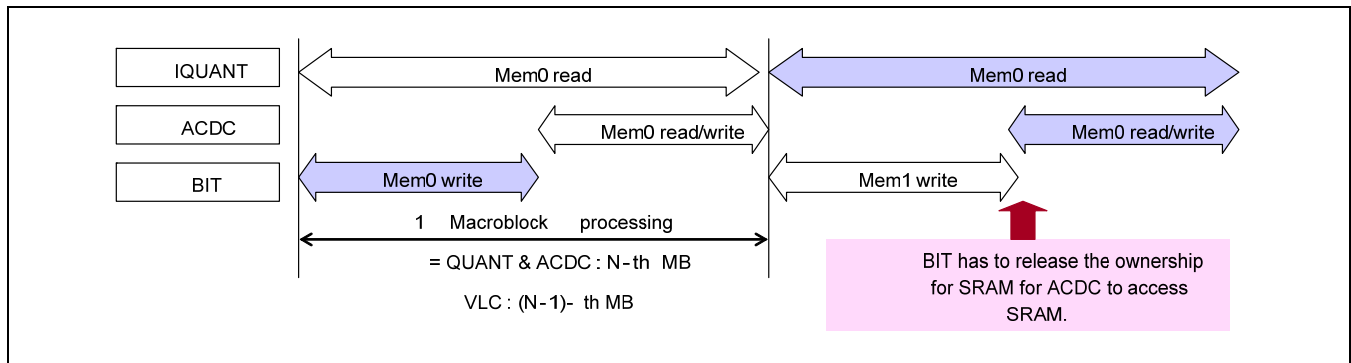 IQUANT
Mem0 read
Mem0 read
ACDC
Mem0 read/write
Mem0 read/write
BIT
Mem0 write
Mem1 write
1 Macroblock processing
= QUANT & ACDC : N-th MB
VLC : (N-1)- th MB
BIT has to release the ownership
for SRAM for ACDC to access
SRAM.